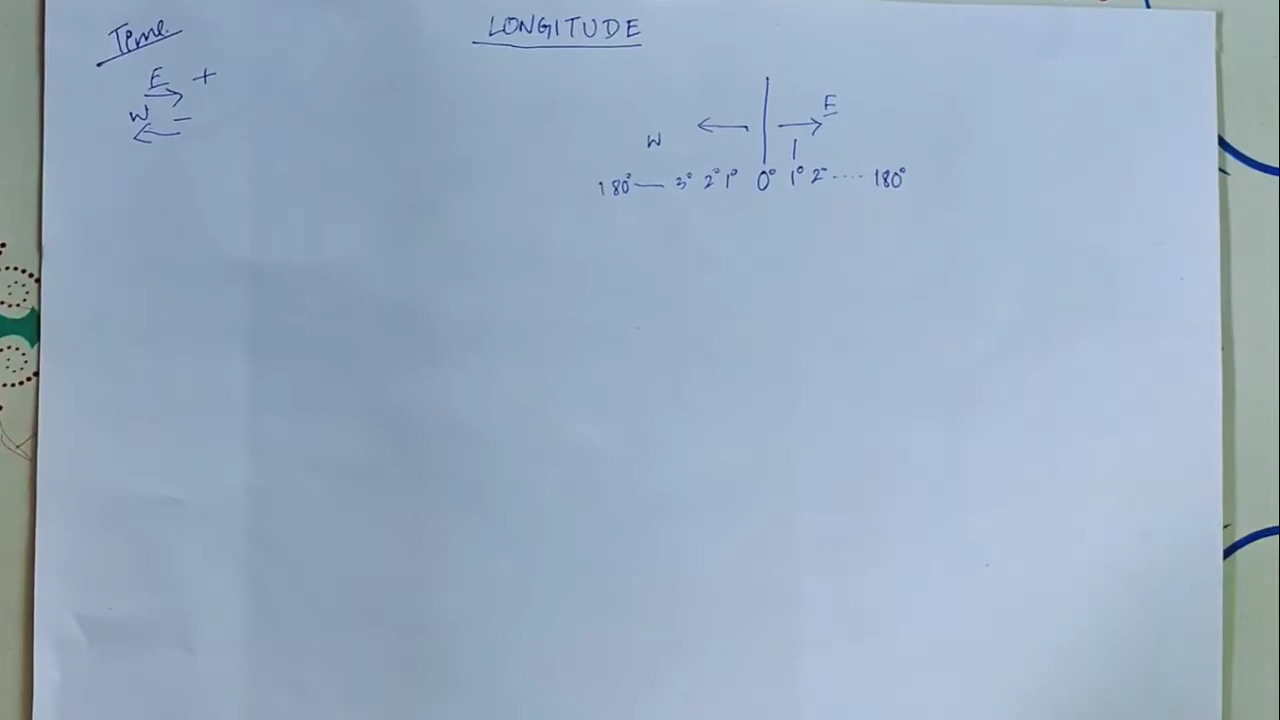 LONGITUDE
Time
E +
W -
E
W
180° — 3° 2° 1° 0° 1° 2° .... 180°